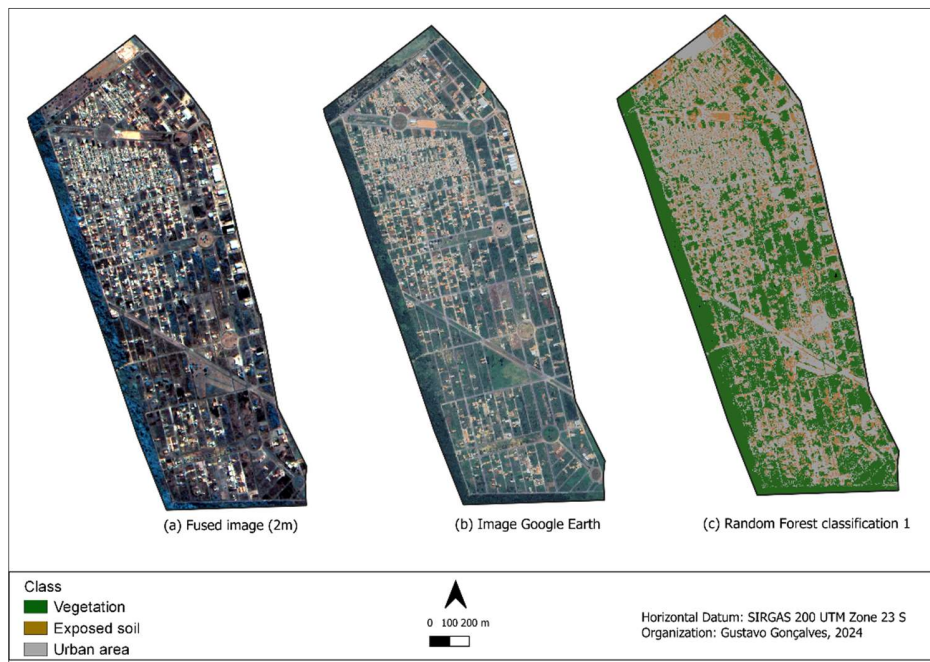 (a) Fused image (2m)
(b) Image Google Earth
(c) Random Forest classification 1
Class
Vegetation
Exposed soil
Urban area
0 100 200 m
Horizontal Datum: SIRGAS 200 UTM Zone 23 S
Organization: Gustavo Gonçalves, 2024